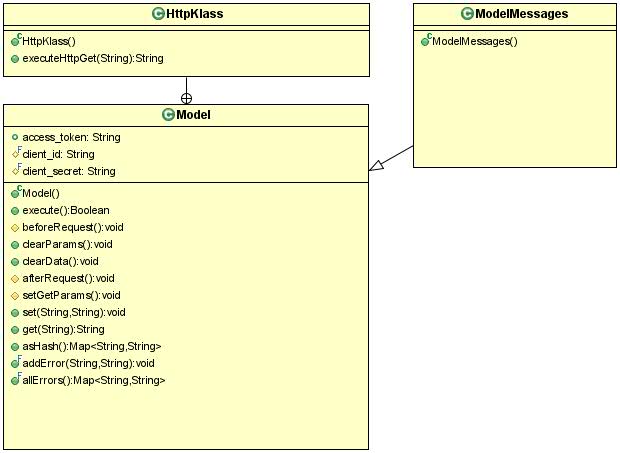 HttpKlass
HttpKlass()
executeHttpGet(String):String
ModelMessages
ModelMessages()
Model
access_token: String
client_id: String
client_secret: String
Model()
execute():Boolean
beforeRequest():void
clearParams():void
clearData():void
afterRequest():void
setGetParams():void
set(String,String):void
get(String):String
asHash():Map<String,String>
addError(String,String):void
allErrors():Map<String,String>